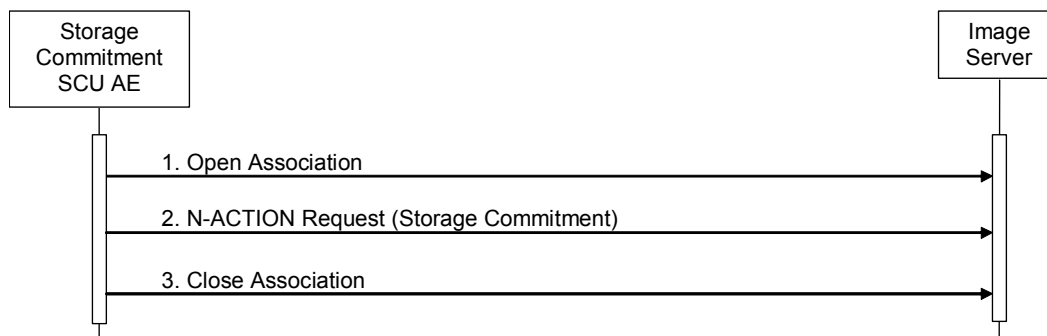 Storage
Commitment
SCU AE
Image
Server
1. Open Association
2. N-ACTION Request (Storage Commitment)
3. Close Association